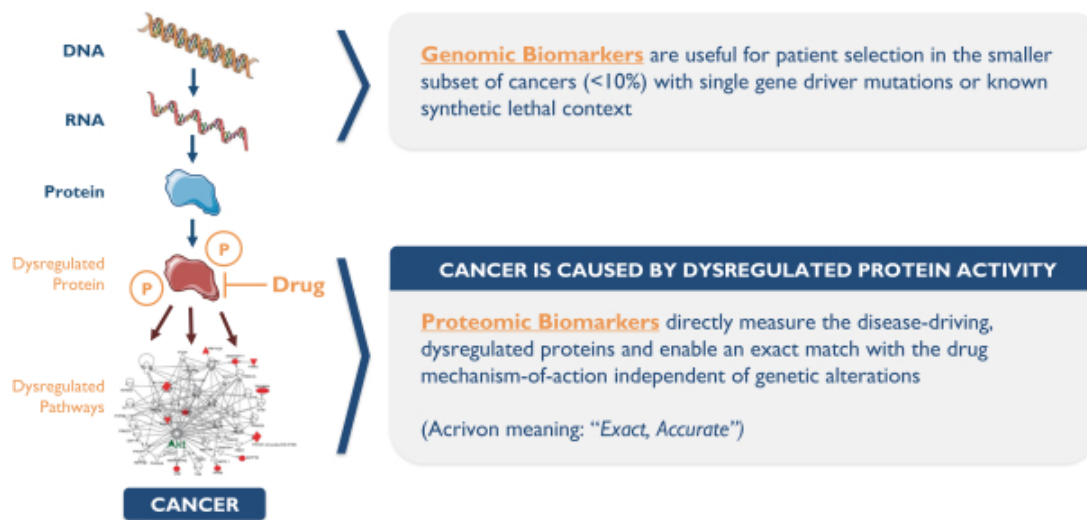 DNA
RNA
Protein
Dysregulated
Protein
P
P
Drug
Dysregulated
Pathways
CANCER
Genomic Biomarkers are useful for patient selection in the smaller
subset of cancers (<10%) with single gene driver mutations or known
synthetic lethal context
CANCER IS CAUSED BY DYSREGULATED PROTEIN ACTIVITY
Proteomic Biomarkers directly measure the disease-driving,
dysregulated proteins and enable an exact match with the drug
mechanism-of-action independent of genetic alterations
(Acrivon meaning: “Exact, Accurate”)